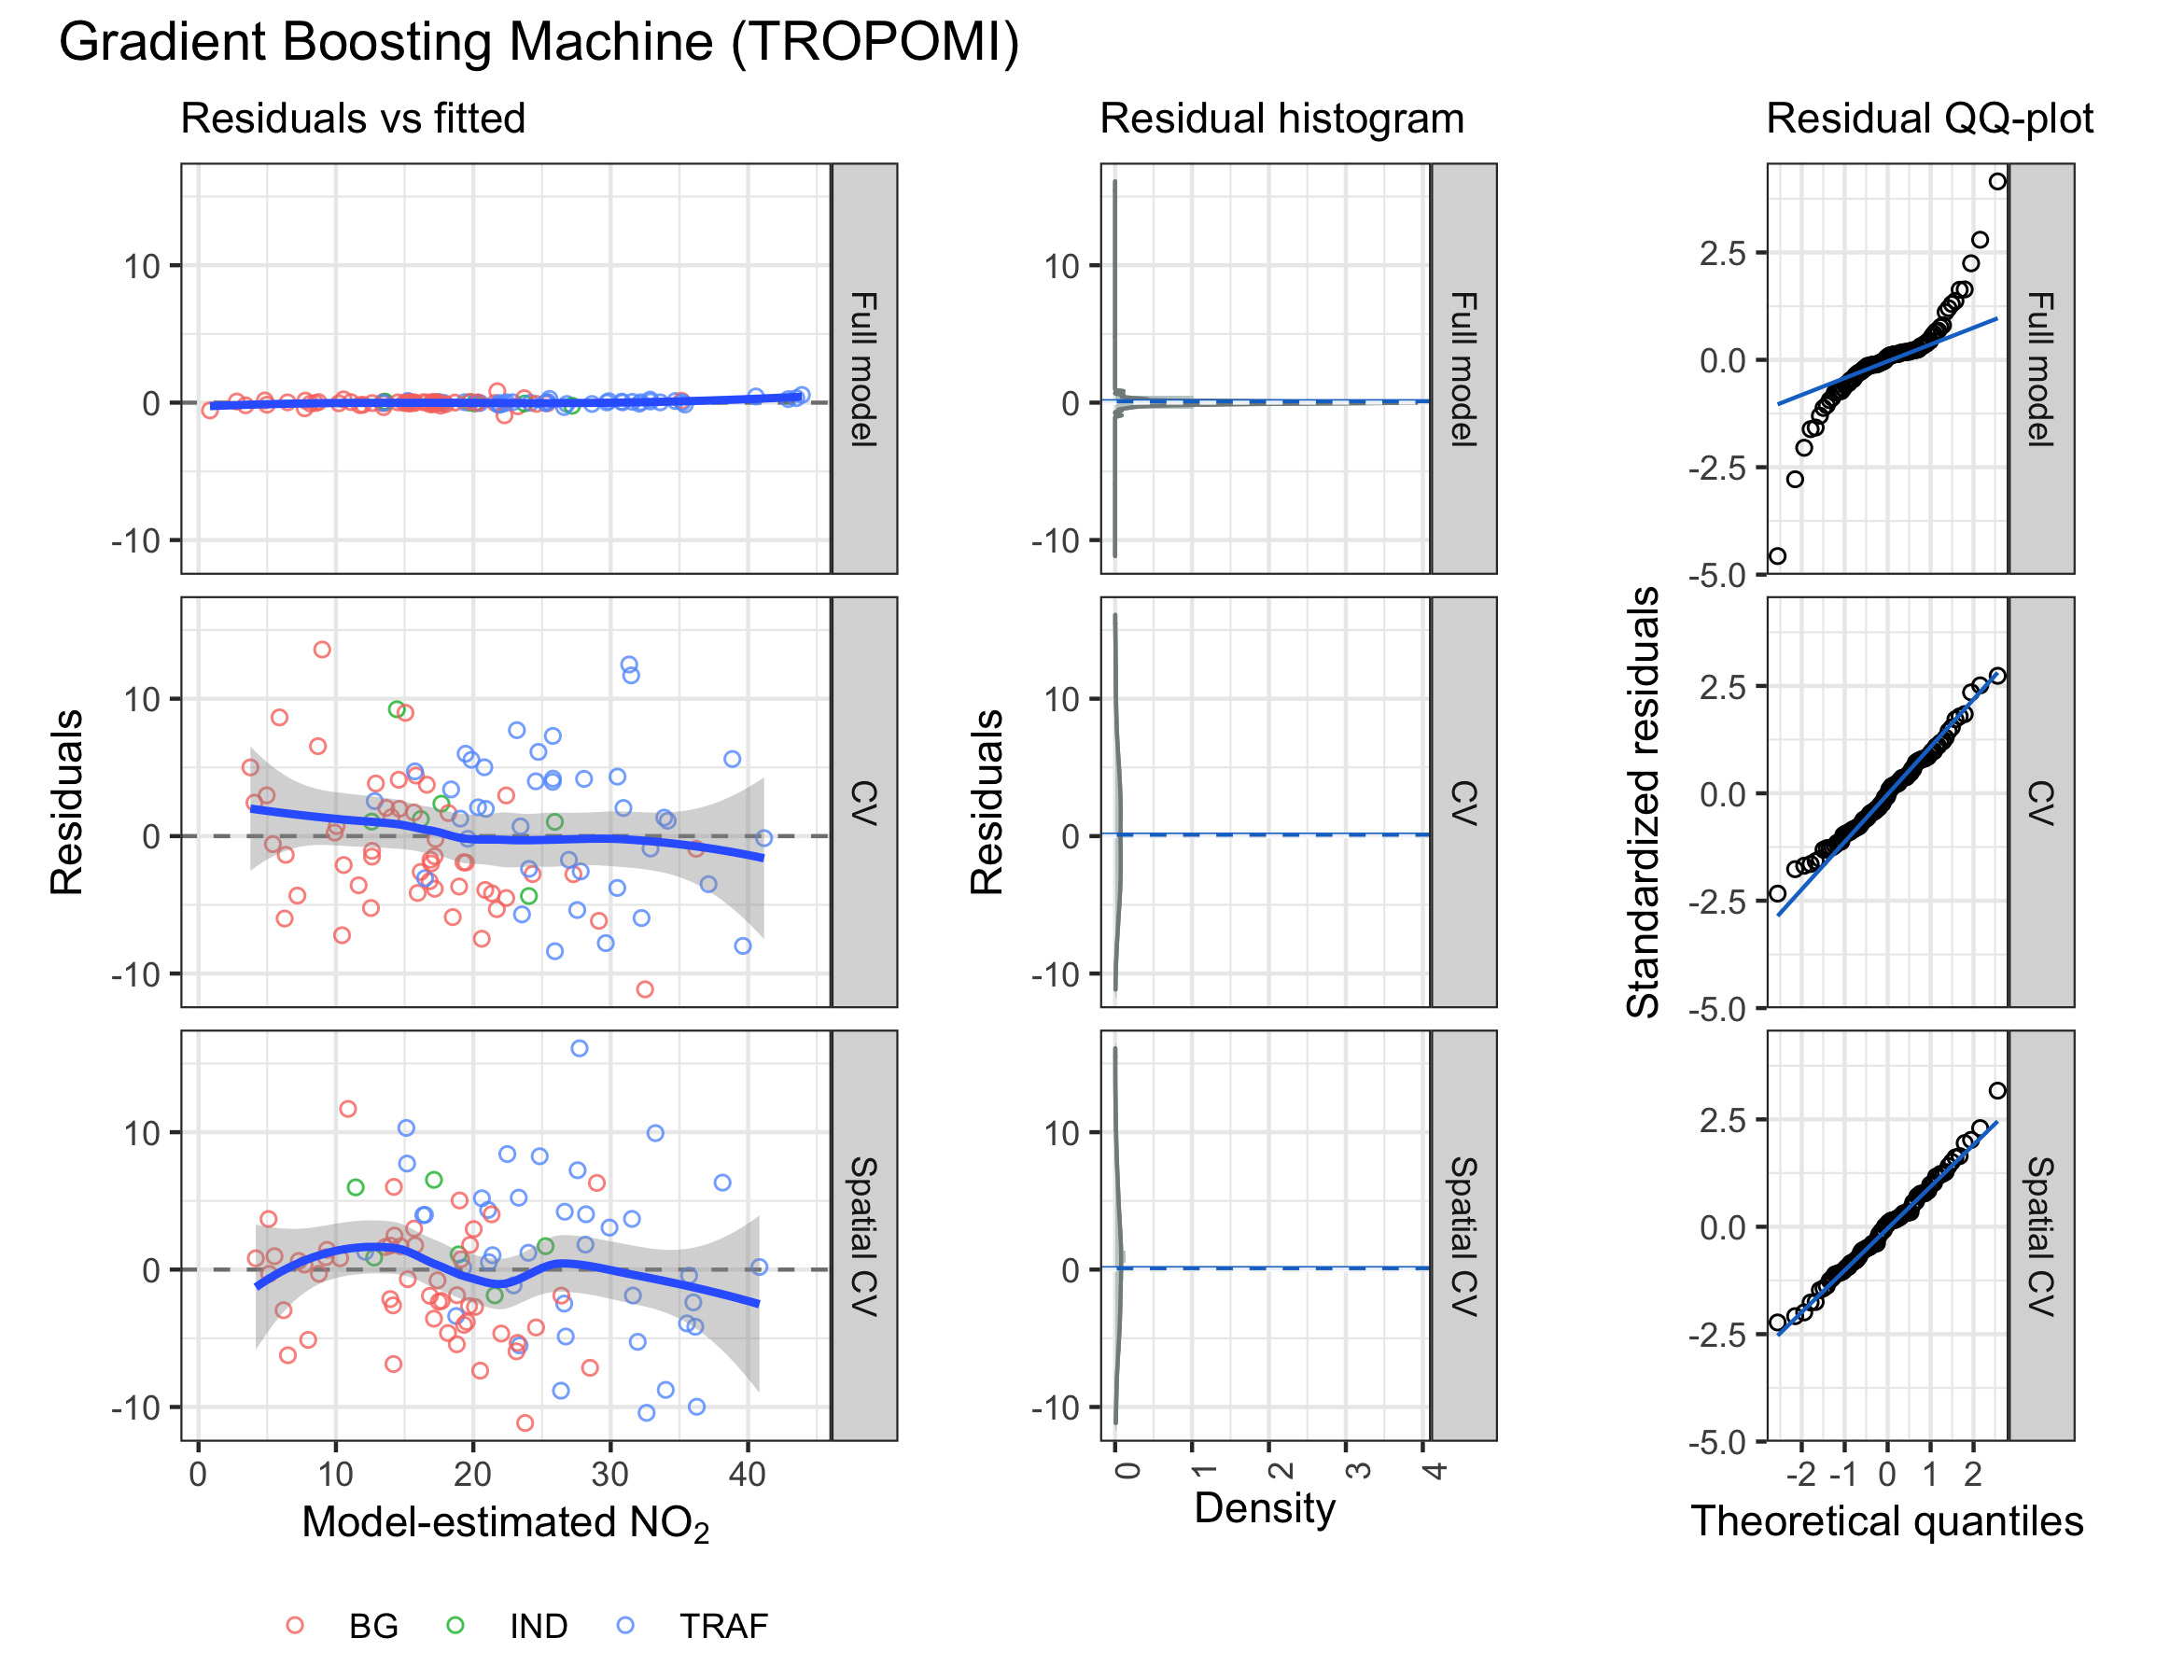 Gradient Boosting Machine (TROPOMI)
Residuals vs fitted
Residual histogram
Residual QQ-plot
10
0
-10
Full model
10
0
-10
Full model
2.5
0.0
-2.5
-5.0
Full model
Residuals
10
0
-10
CV
Residuals
10
0
-10
CV
Standardized residuals
2.5
0.0
-2.5
-5.0
CV
10
0
-10
Spatial CV
10
0
-10
Spatial CV
2.5
0.0
-2.5
-5.0
Spatial CV
0 10 20 30 40
0 1 2 3 4
-2 -1 0 1 2
Model-estimated NO₂
Density
Theoretical quantiles
BG IND TRAF